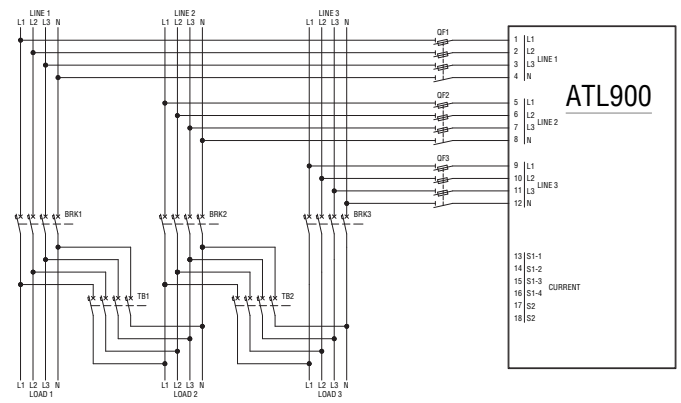 LINE 1 LINE 2 LINE 3
L1 L2 L3 N L1 L2 L3 N L1 L2 L3 N
QF1
1 L1
2 L2
3 L3
4 N
LINE 1
ATL900
QF2
5 L1
6 L2
7 L3
8 N
LINE 2
QF3
9 L1
10 L2
11 L3
12 N
LINE 3
BRK1 BRK2 BRK3
13 S1-1
14 S1-2
15 S1-3
16 S1-4
17 S2
18 S2
CURRENT
TB1 TB2
L1 L2 L3 N L1 L2 L3 N L1 L2 L3 N
LOAD 1 LOAD 2 LOAD 3